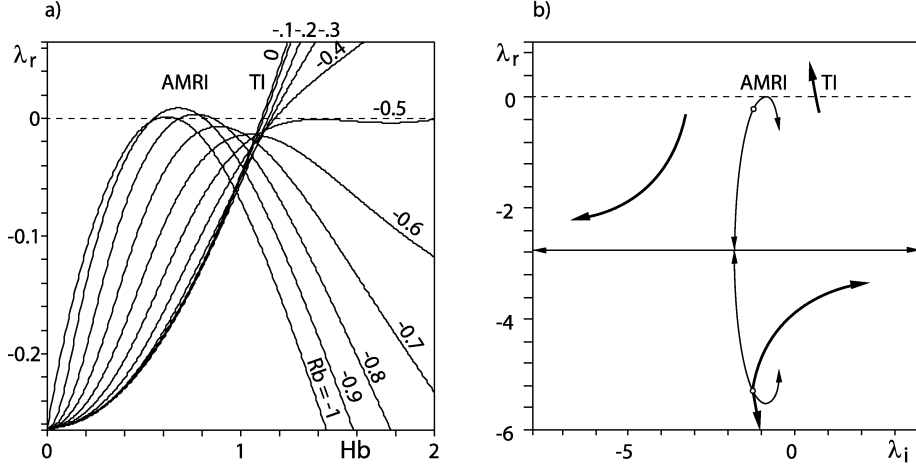 a)
b)
-.1 -.2 -.3
0
-0.4
λr
AMRI
TI
0
-0.5
-0.1
-0.6
-0.2
-0.7
-0.8
-0.9
Rb = -1
0
1
Hb
2
λr
AMRI
TI
0
-2
-4
-6
-5
0
λi